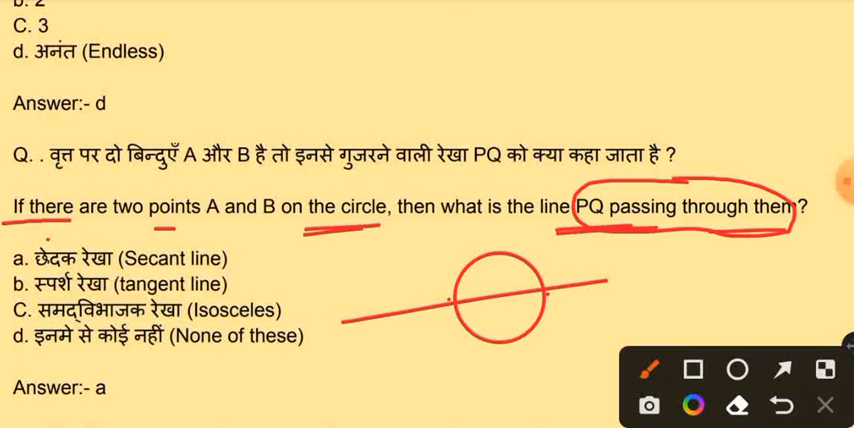 b. 2
C. 3
d. अनंत (Endless)
Answer:- d
Q. . वृत्त पर दो बिन्दुएँ A और B है तो इनसे गुजरने वाली रेखा PQ को क्या कहा जाता है ?
If there are two points A and B on the circle, then what is the line PQ passing through them ?
a. छेदक रेखा (Secant line)
b. स्पर्श रेखा (tangent line)
C. समद्विभाजक रेखा (Isosceles)
d. इनमे से कोई नहीं (None of these)
Answer:- a